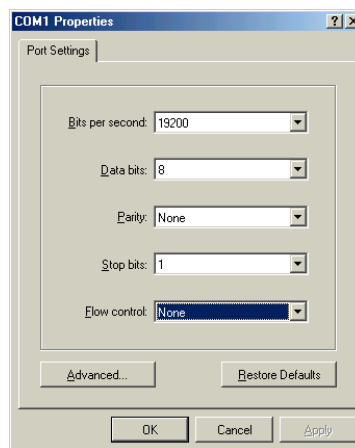 COM1 Properties
Port Settings
Bits per second: 19200
Data bits: 8
Parity: None
Stop bits: 1
Flow control: None
Advanced... Restore Defaults
OK Cancel Apply